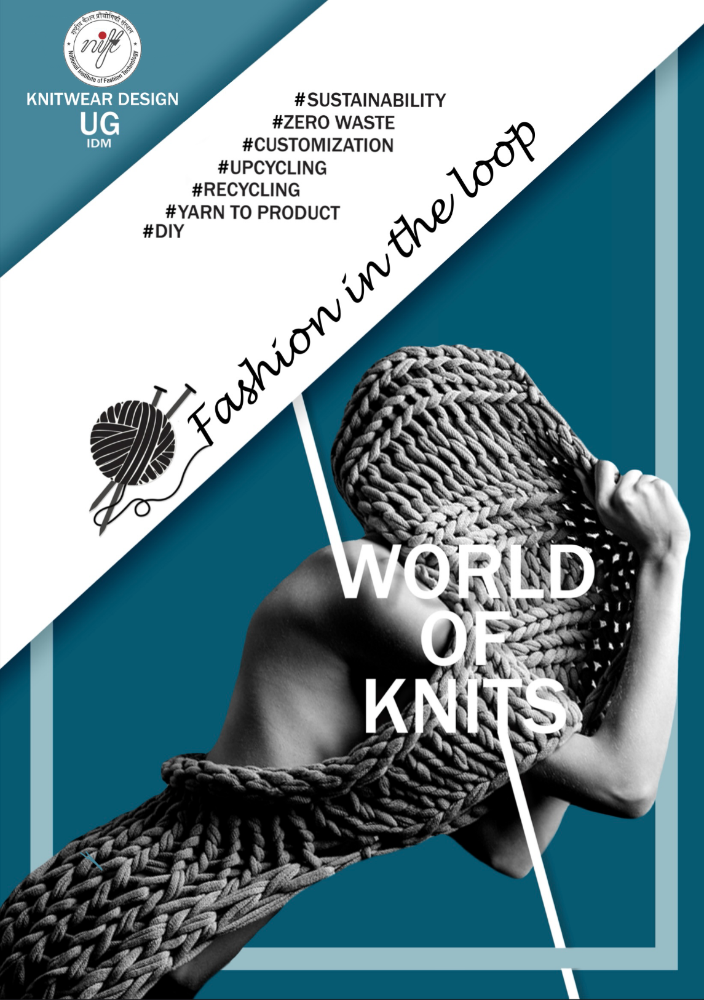 राष्ट्रीय फैशन प्रौद्योगिकी संस्थान
nift
National Institute of Fashion Technology
KNITWEAR DESIGN
UG
IDM
#SUSTAINABILITY
#ZERO WASTE
#CUSTOMIZATION
#UPCYCLING
#RECYCLING
#YARN TO PRODUCT
#DIY
Fashion in the loop
WORLD
OF
KNITS